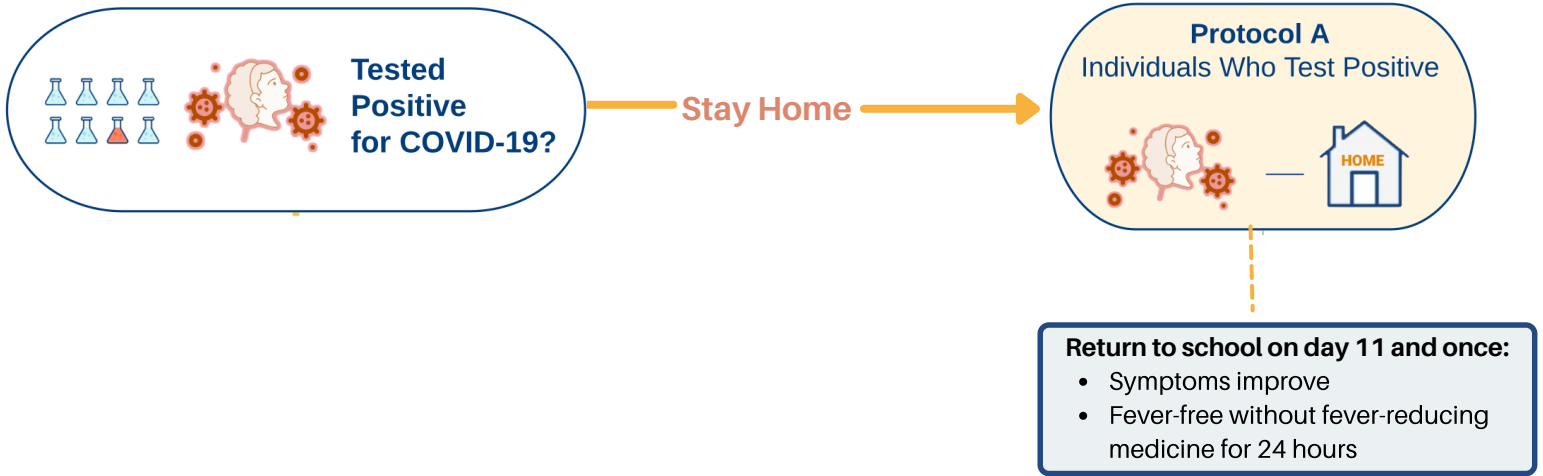 Tested
Positive
for COVID-19?
Stay Home
Protocol A
Individuals Who Test Positive
HOME
Return to school on day 11 and once:
• Symptoms improve
• Fever-free without fever-reducing
medicine for 24 hours